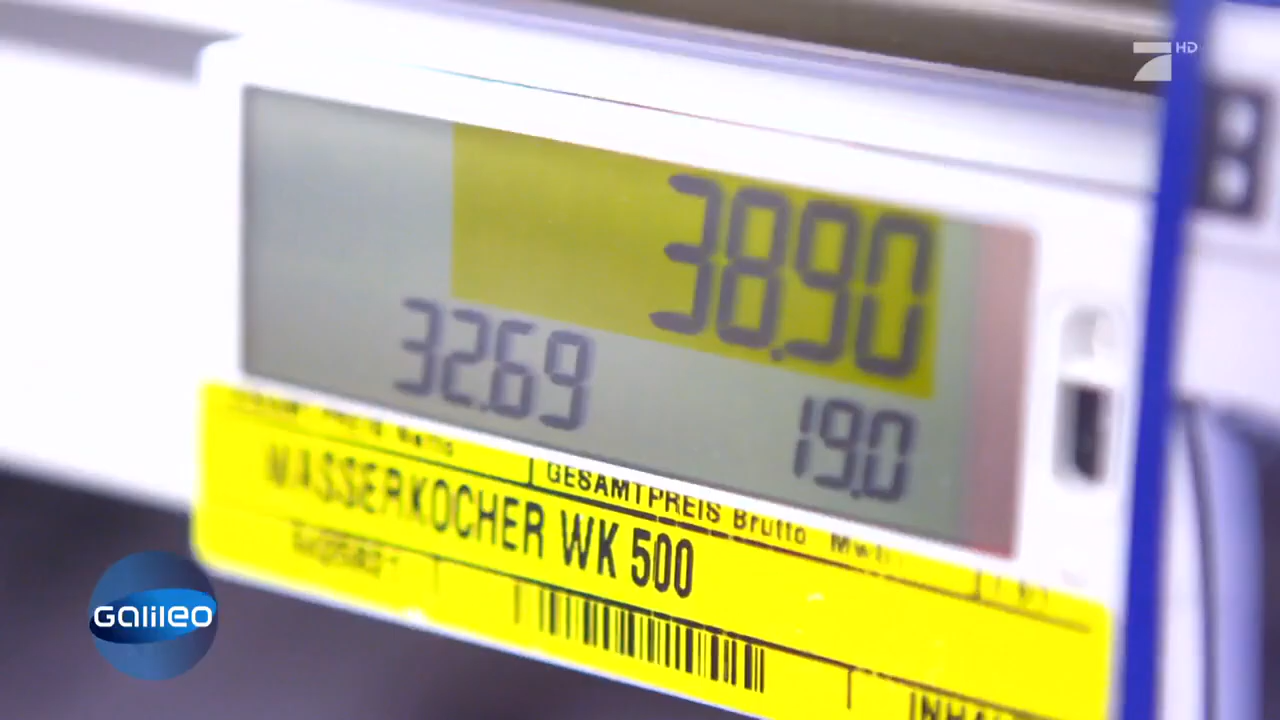 HD
B
38.90
32.69
19.0
GESAMTPREIS Brutto
WASSERKOCHER WK 500
GaLiLeO